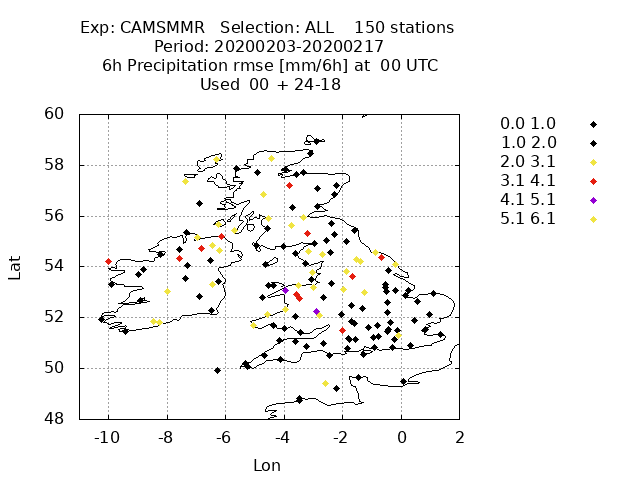 Exp: CAMSMMR   Selection: ALL    150 stations
Period: 20200203-20200217
6h Precipitation rmse [mm/6h] at  00 UTC
Used  00 + 24-18
60
58
56
54
52
50
48
Lat
-10 -8 -6 -4 -2 0 2
Lon
0.0 1.0
1.0 2.0
2.0 3.1
3.1 4.1
4.1 5.1
5.1 6.1